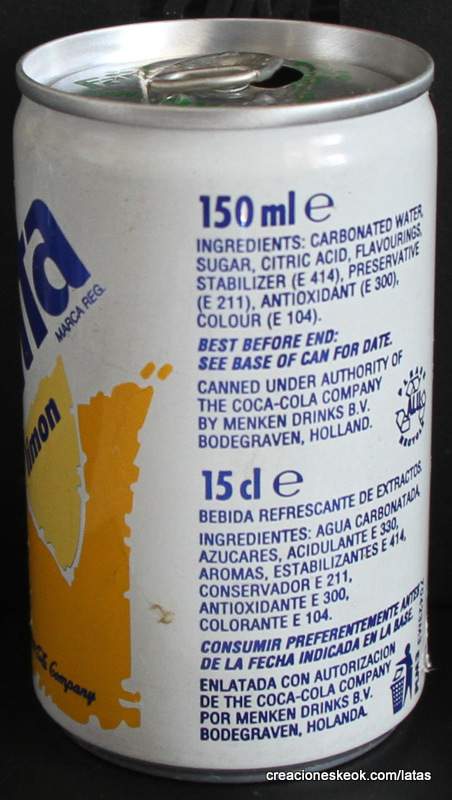 ta
MARCA REG.
limon
Company
150 ml e
INGREDIENTS: CARBONATED WATER,
SUGAR, CITRIC ACID, FLAVOURINGS,
STABILIZER (E 414), PRESERVATIVE
(E 211), ANTIOXIDANT (E 300),
COLOUR (E 104).
BEST BEFORE END:
SEE BASE OF CAN FOR DATE.
CANNED UNDER AUTHORITY OF
THE COCA-COLA COMPANY
BY MENKEN DRINKS B.V.
BODEGRAVEN, HOLLAND.
15 cl e
BEBIDA REFRESCANTE DE EXTRACTOS.
INGREDIENTES: AGUA CARBONATADA,
AZUCARES, ACIDULANTE E 330,
AROMAS, ESTABILIZANTES E 414,
CONSERVADOR E 211,
ANTIOXIDANTE E 300,
COLORANTE E 104.
CONSUMIR PREFERENTEMENTE ANTES
DE LA FECHA INDICADA EN LA BASE
ENLATADA CON AUTORIZACION
DE THE COCA-COLA COMPANY
POR MENKEN DRINKS B.V.
BODEGRAVEN, HOLANDA.
creacioneskeok.com/latas